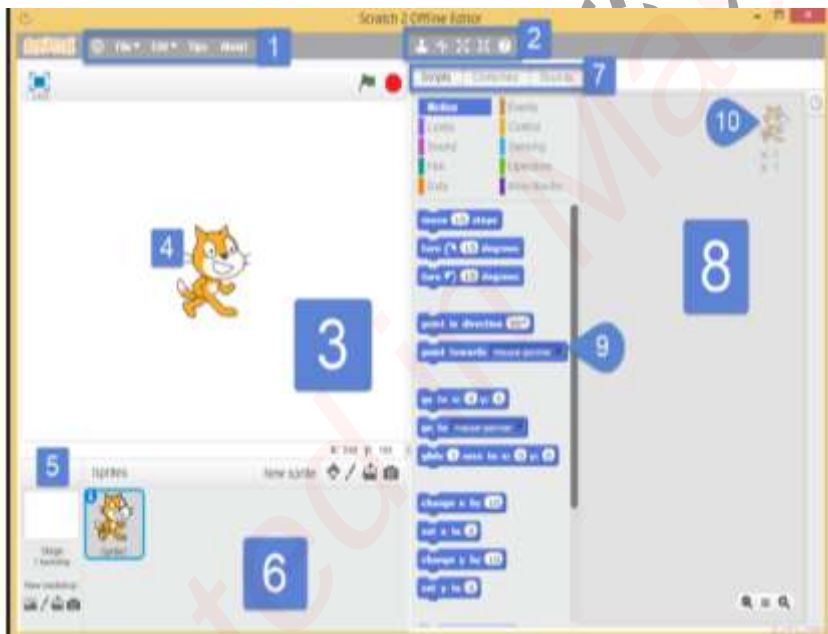 Scratch 2 Offline Editor
SCRATCH File Edit Tips About
1
2
Scripts Costumes Sounds
7
Motion Events
Looks Control
Sound Sensing
Pen Operators
Data More Blocks
10
4
3
8
9
move 10 steps
turn 15 degrees
turn 15 degrees
point in direction 90
point towards mouse-pointer
go to x: 0 y: 0
go to mouse-pointer
glide 1 secs to x: 0 y: 0
change x by 10
set x to 0
change y by 10
set y to 0
5
Sprites New sprite:
Stage
1 backdrop
Sprite1
New backdrop:
6